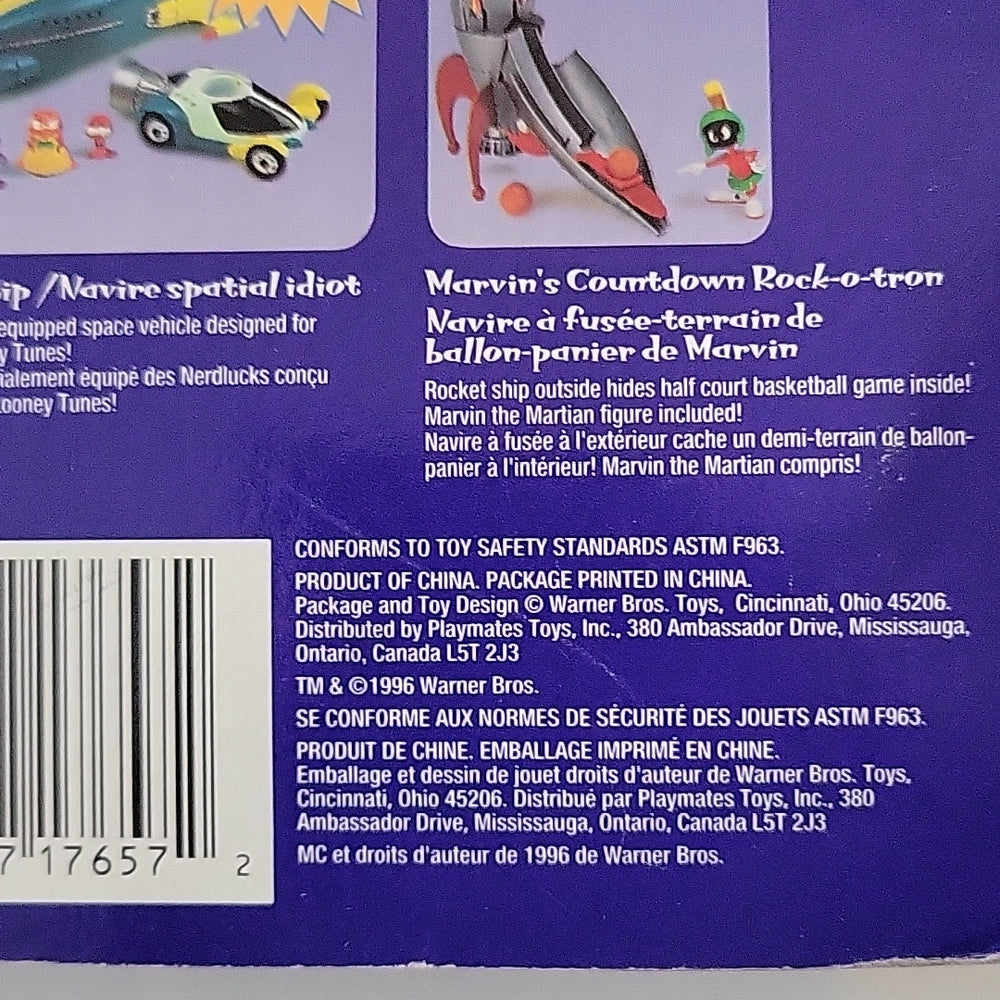 ip /Navire spatial idiot
equipped space vehicle designed for
y Tunes!
ialement équipé des Nerdlucks conçu
ooney Tunes!
Marvin's Countdown Rock-o-tron
Navire à fusée-terrain de
ballon-panier de Marvin
Rocket ship outside hides half court basketball game inside!
Marvin the Martian figure included!
Navire à fusée à l'extérieur cache un demi-terrain de ballon-
panier à l'intérieur! Marvin the Martian compris!
CONFORMS TO TOY SAFETY STANDARDS ASTM F963.
PRODUCT OF CHINA. PACKAGE PRINTED IN CHINA.
Package and Toy Design © Warner Bros. Toys, Cincinnati, Ohio 45206.
Distributed by Playmates Toys, Inc., 380 Ambassador Drive, Mississauga,
Ontario, Canada L5T 2J3
TM & ©1996 Warner Bros.
SE CONFORME AUX NORMES DE SÉCURITÉ DES JOUETS ASTM F963.
PRODUIT DE CHINE. EMBALLAGE IMPRIMÉ EN CHINE.
Emballage et dessin de jouet droits d'auteur de Warner Bros. Toys,
Cincinnati, Ohio 45206. Distribué par Playmates Toys, Inc., 380
Ambassador Drive, Mississauga, Ontario, Canada L5T 2J3
MC et droits d'auteur de 1996 de Warner Bros.
7 17657 2